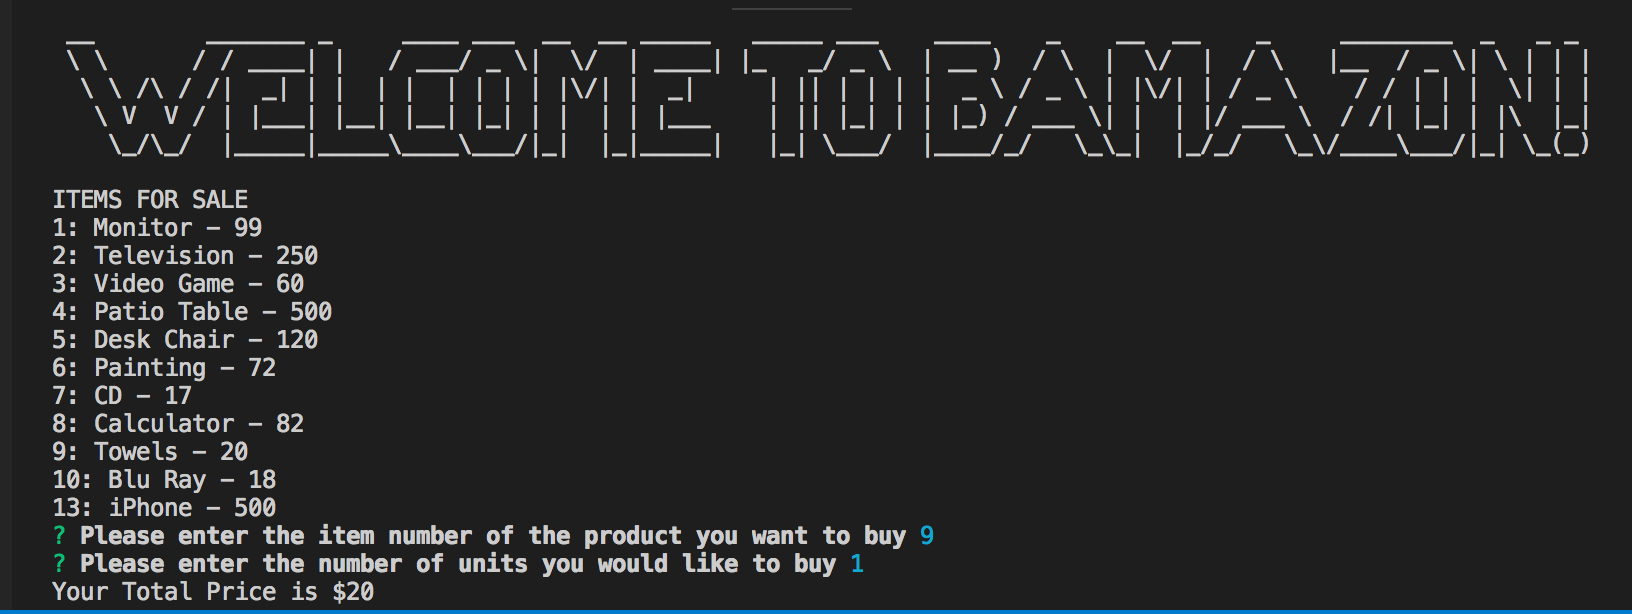 WELCOME TO BAMAZON!
ITEMS FOR SALE
1: Monitor – 99
2: Television – 250
3: Video Game – 60
4: Patio Table – 500
5: Desk Chair – 120
6: Painting – 72
7: CD – 17
8: Calculator – 82
9: Towels – 20
10: Blu Ray – 18
13: iPhone – 500
? Please enter the item number of the product you want to buy 9
? Please enter the number of units you would like to buy 1
Your Total Price is $20